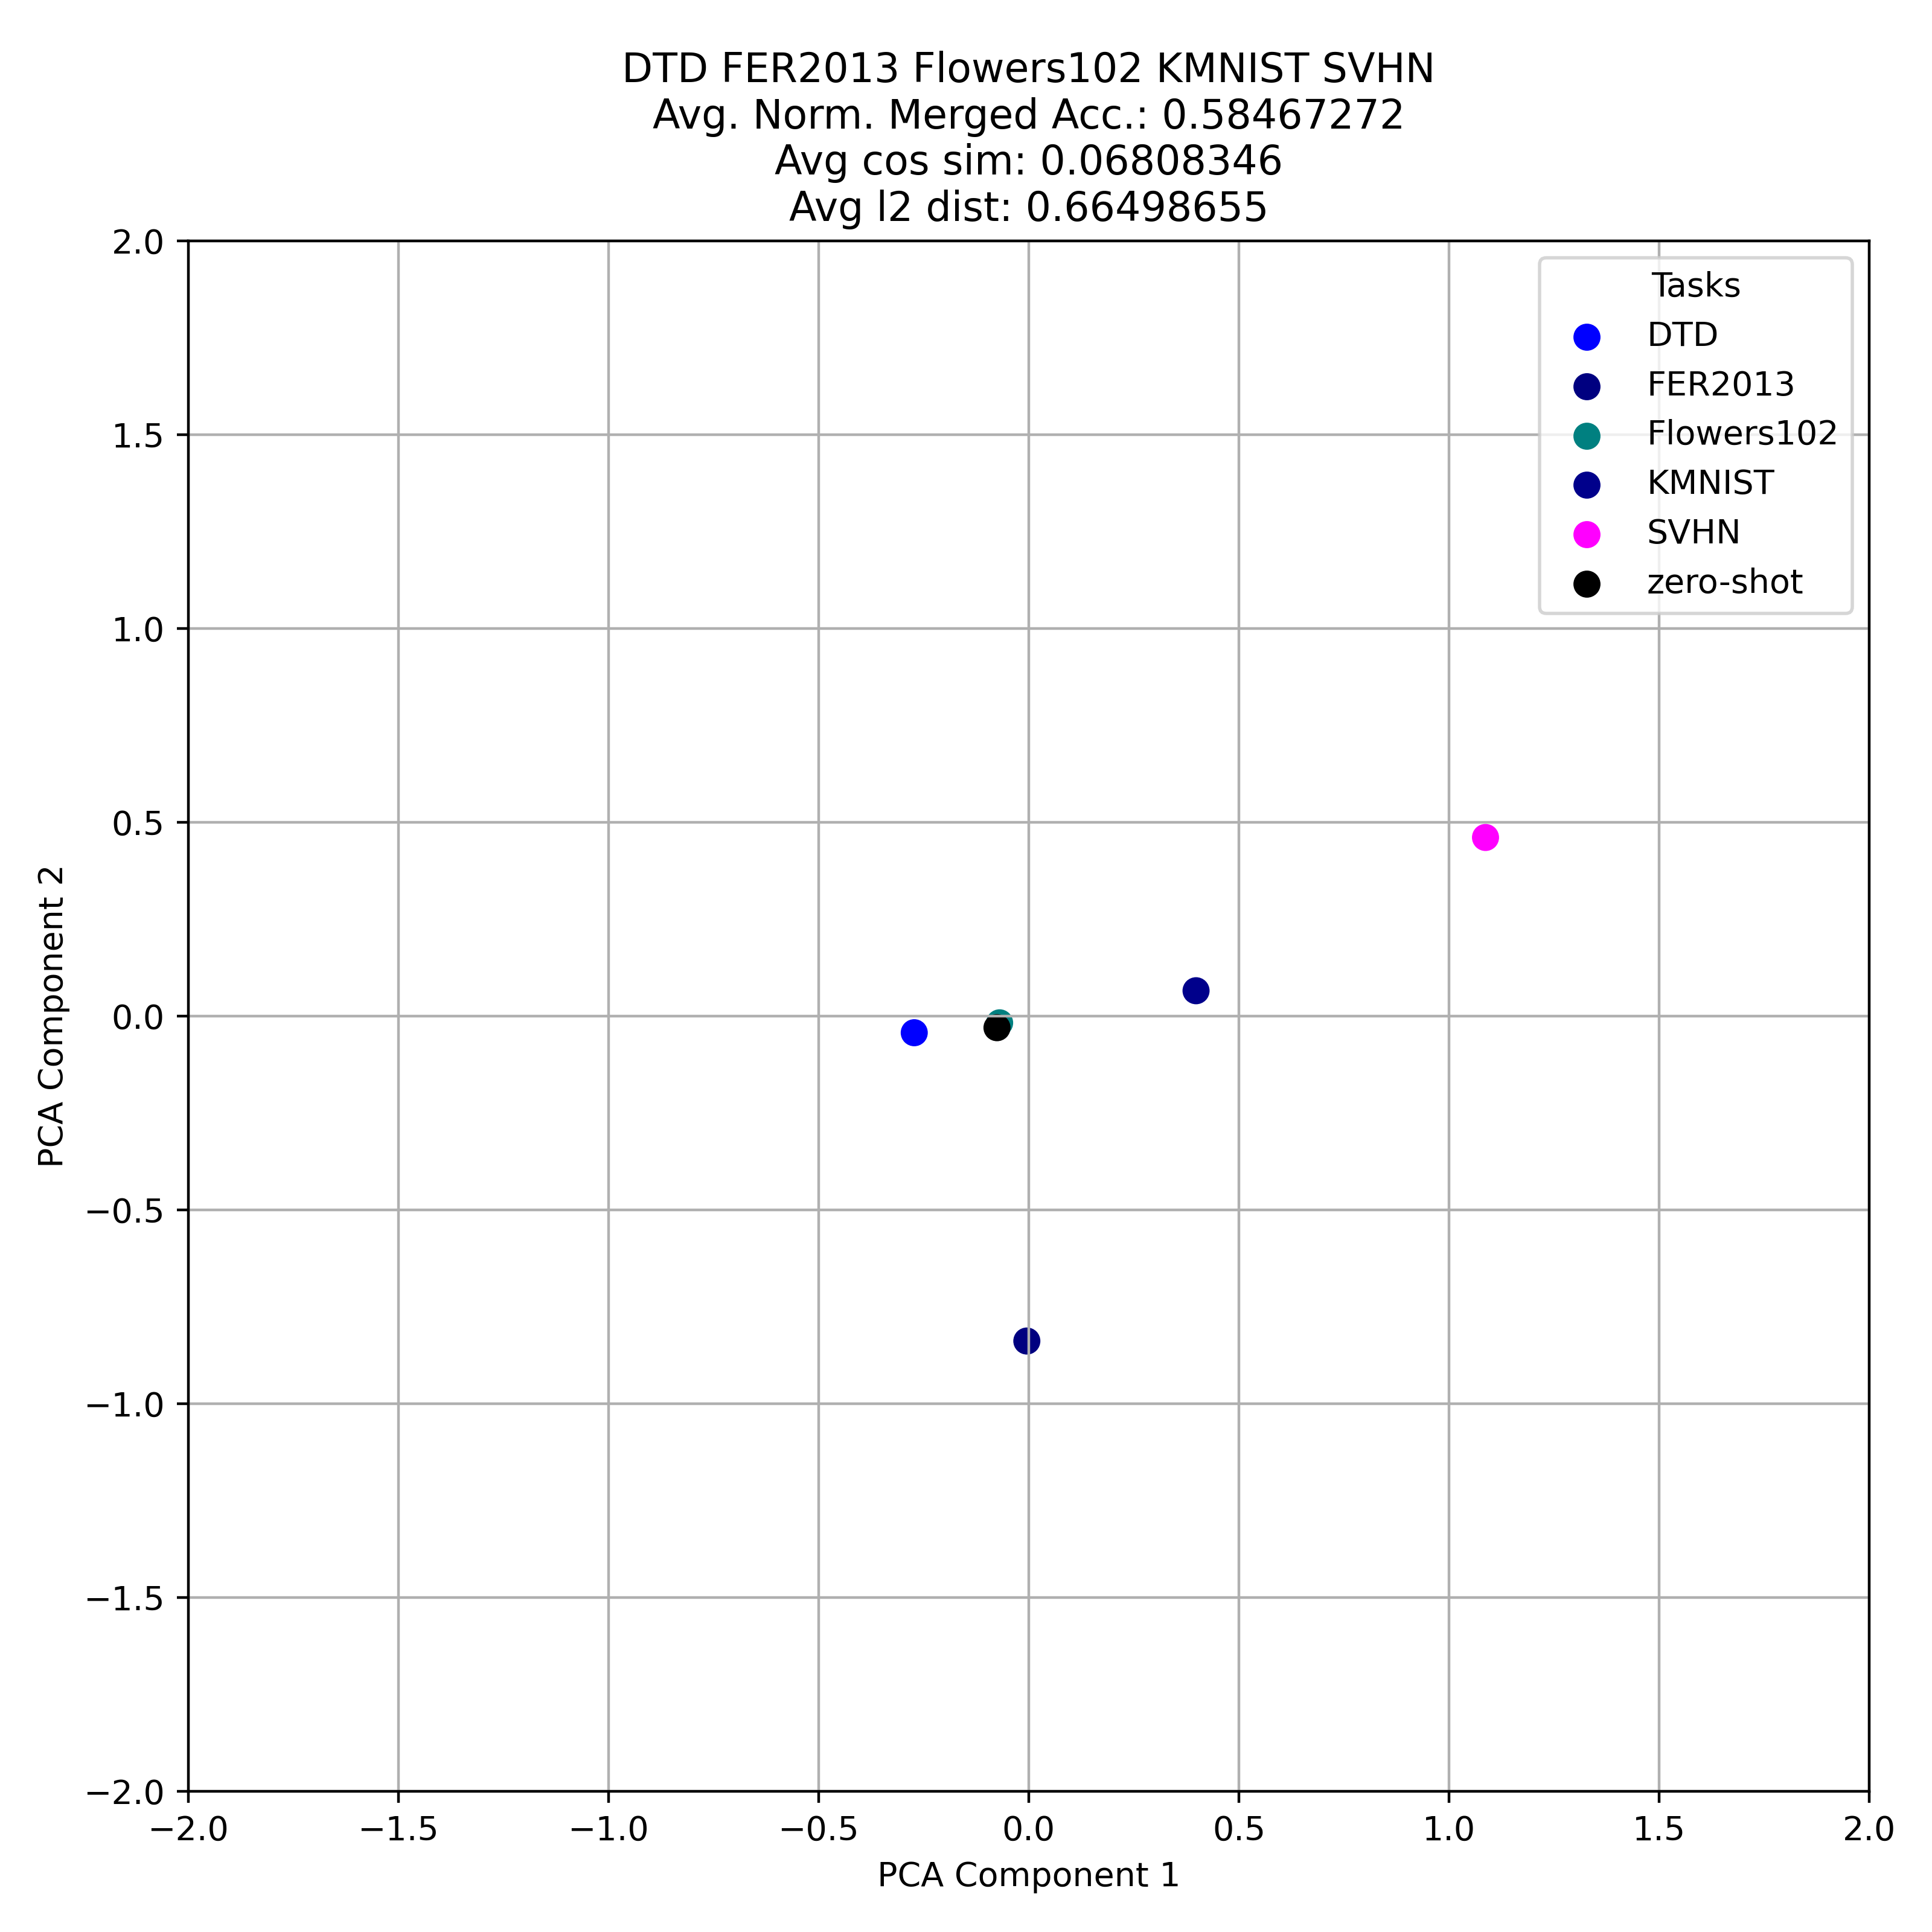 DTD FER2013 Flowers102 KMNIST SVHN
Avg. Norm. Merged Acc.: 0.58467272
Avg cos sim: 0.06808346
Avg l2 dist: 0.66498655
Tasks
DTD
FER2013
Flowers102
KMNIST
SVHN
zero-shot
2.0
1.5
1.0
0.5
0.0
−0.5
−1.0
−1.5
−2.0
PCA Component 2
−2.0 −1.5 −1.0 −0.5 0.0 0.5 1.0 1.5 2.0
PCA Component 1